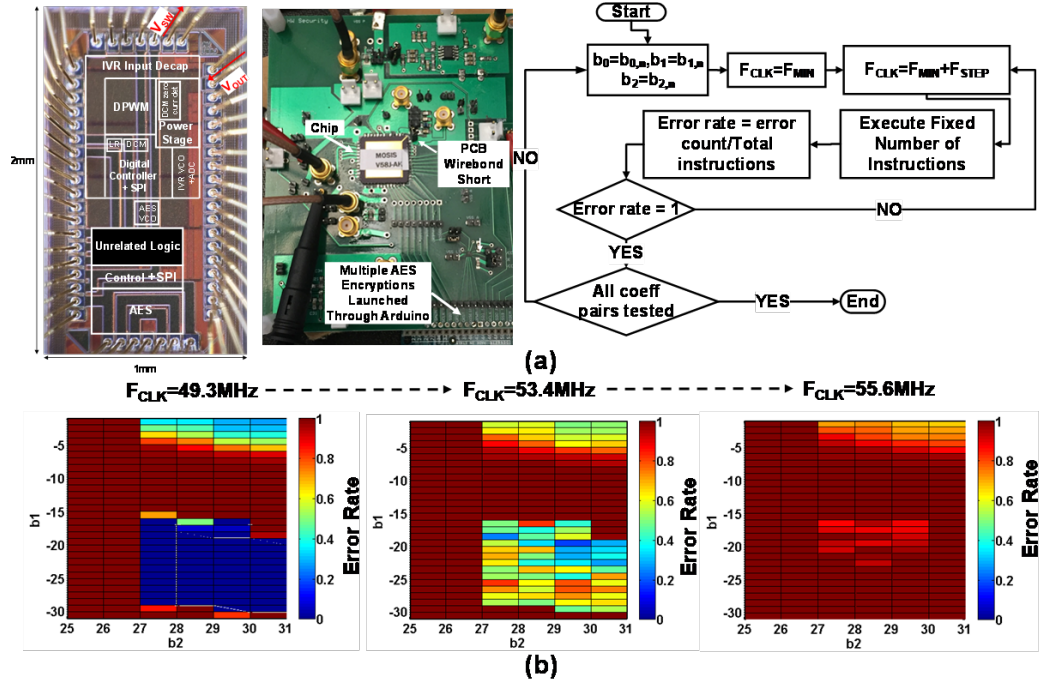 V_SW
V_OUT
IVR Input Decap
DPWM
DCM zero
curr det.
Power
Stage
LR
DCM
Digital
Controller
+ SPI
IVR VCO
+ADC
AES
VCO
Unrelated Logic
Control +SPI
AES
2mm
1mm
HW Security
Chip
MOSIS
V58J-AK
PCB
Wirebond
Short
Multiple AES
Encryptions
Launched
Through Arduino
Start
b0=b0,m,b1=b1,m
b2=b2,m
FCLK=FMIN
FCLK=FMIN+FSTEP
Execute Fixed
Number of
Instructions
Error rate = error
count/Total
instructions
Error rate = 1
NO
YES
All coeff
pairs tested
YES
End
NO
(a)
FCLK=49.3MHz
FCLK=53.4MHz
FCLK=55.6MHz
b1
-5
-10
-15
-20
-25
-30
25 26 27 28 29 30 31
b2
1
0.8
0.6
0.4
0.2
0
Error Rate
-5
-10
-15
-20
-25
-30
25 26 27 28 29 30 31
b2
1
0.8
0.6
0.4
0.2
0
Error Rate
-5
-10
-15
-20
-25
-30
25 26 27 28 29 30 31
b2
1
0.8
0.6
0.4
0.2
0
Error Rate
(b)